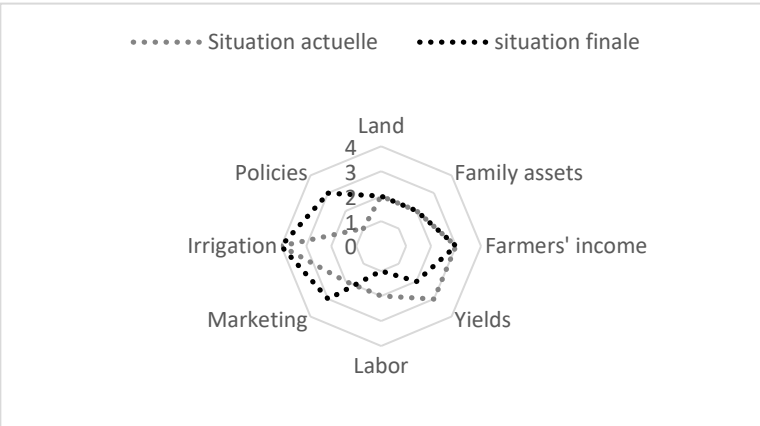 Situation actuelle situation finale
Land
4
Policies 3 Family assets
2
1
Irrigation 0 Farmers' income
Marketing Yields
Labor